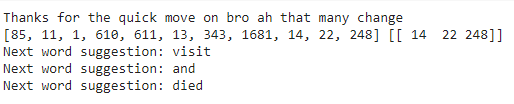 Thanks for the quick move on bro ah that many change
[85, 11, 1, 610, 611, 13, 343, 1681, 14, 22, 248] [[ 14  22 248]]
Next word suggestion: visit
Next word suggestion: and
Next word suggestion: died